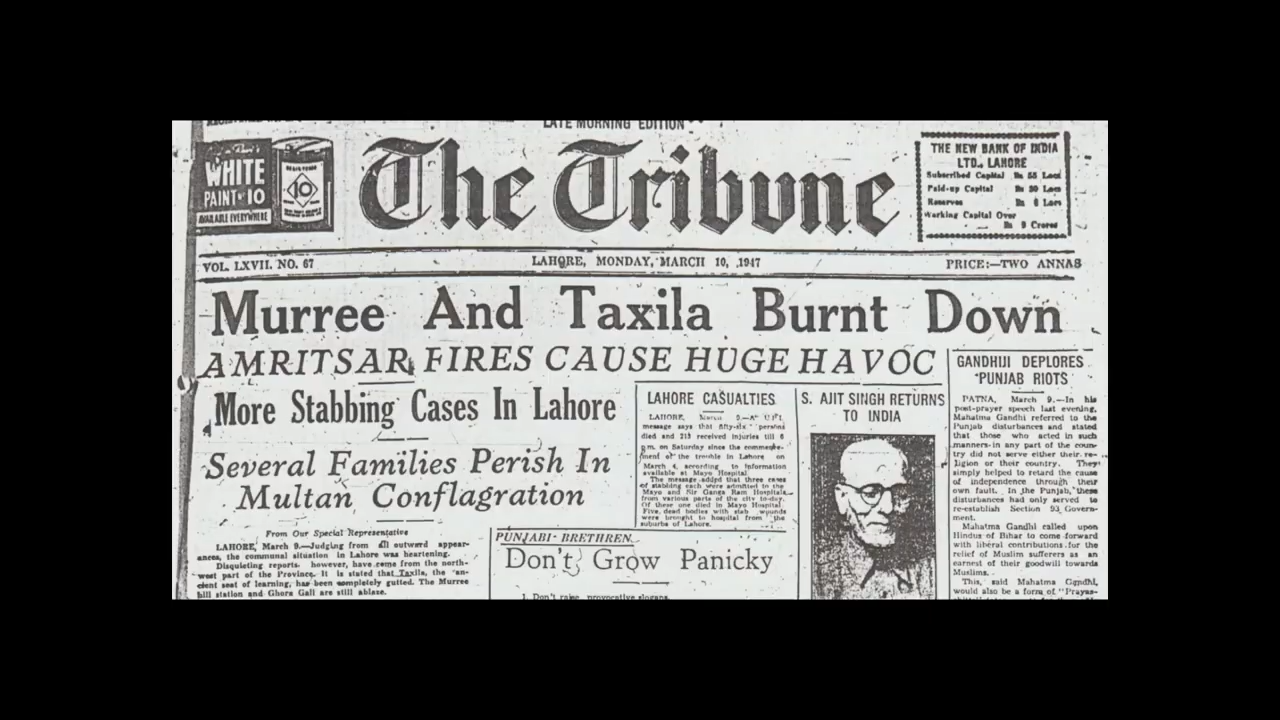 LATE MORNING EDITION
WHITE
PAINT Nº 10
AVAILABLE EVERYWHERE
10
The Tribune
THE NEW BANK OF INDIA
LTD., LAHORE
Subscribed Capital Rs 55 Lacs
Paid-up Capital Rs 30 Lacs
Reserves Rs 6 Lacs
Working Capital Over
Rs 9 Crores
VOL. LXVII. NO. 67
LAHORE, MONDAY, MARCH 10, 1947
PRICE:—TWO ANNAS
Murree And Taxila Burnt Down
AMRITSAR FIRES CAUSE HUGE HAVOC
More Stabbing Cases In Lahore
Several Families Perish In
Multan Conflagration
From Our Special Representative
LAHORE, March 9.—Judging from all outward appear-
ances, the communal situation in Lahore was heartening.
Disquieting reports however, have come from the north-
west part of the Province. It is stated that Taxila, the an-
cient seat of learning, has been completely gutted. The Murree
hill station and Ghora Gali are still ablaze.
LAHORE CASUALTIES
LAHORE, March 9.—A U.P.I.
message says that fifty-six persons
died and 213 received injuries till 6
p.m. on Saturday since the commence-
ment of the trouble in Lahore on
March 4, according to information
available at Mayo Hospital.
The message added that three cases
of stabbing each were admitted to the
Mayo and Sir Ganga Ram Hospitals
from various parts of the city to-day.
Of these one died in Mayo Hospital.
Five dead bodies with stab wounds
were brought to hospital from the
suburbs of Lahore.
PUNJABI BRETHREN
Don't Grow Panicky
1. Don't raise provocative slogans.
S. AJIT SINGH RETURNS
TO INDIA
GANDHIJI DEPLORES
PUNJAB RIOTS
PATNA, March 9.—In his
post-prayer speech last evening,
Mahatma Gandhi referred to the
Punjab disturbances and stated
that those who acted in such
manners in any part of the coun-
try did not serve either their re-
ligion or their country. They
simply helped to retard the cause
of independence through their
own fault. In the Punjab, these
disturbances had only served to
re-establish Section 93 Govern-
ment.
Mahatma Gandhi called upon
Hindus of Bihar to come forward
with liberal contributions for the
relief of Muslim sufferers as an
earnest of their goodwill towards
Muslims.
This, said Mahatma Gandhi,
would also be a form of "Prayas-